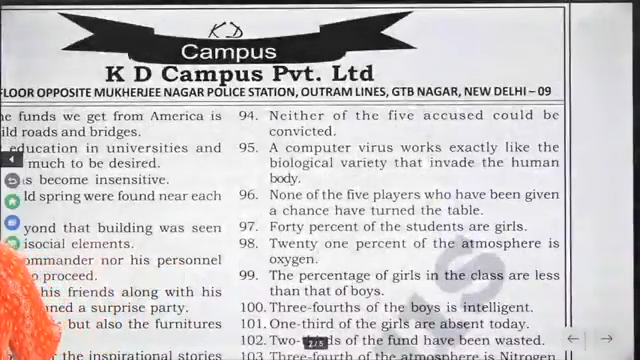 KD
Campus
K D Campus Pvt. Ltd
FLOOR OPPOSITE MUKHERJEE NAGAR POLICE STATION, OUTRAM LINES, GTB NAGAR, NEW DELHI – 09
funds we get from America is
roads and bridges.
education in universities and
much to be desired.
become insensitive.
spring were found near each
that building was seen
elements.
nor his personnel
proceed.
his friends along with his
a surprise party.
but also the furnitures
the inspirational stories
94. Neither of the five accused could be
convicted.
95. A computer virus works exactly like the
biological variety that invade the human
body.
96. None of the five players who have been given
a chance have turned the table.
97. Forty percent of the students are girls.
98. Twenty one percent of the atmosphere is
oxygen.
99. The percentage of girls in the class are less
than that of boys.
100. Three-fourths of the boys is intelligent.
101. One-third of the girls are absent today.
102. of the fund have been wasted.
103. Three-fourth of the atmosphere is Nitrogen
2/5